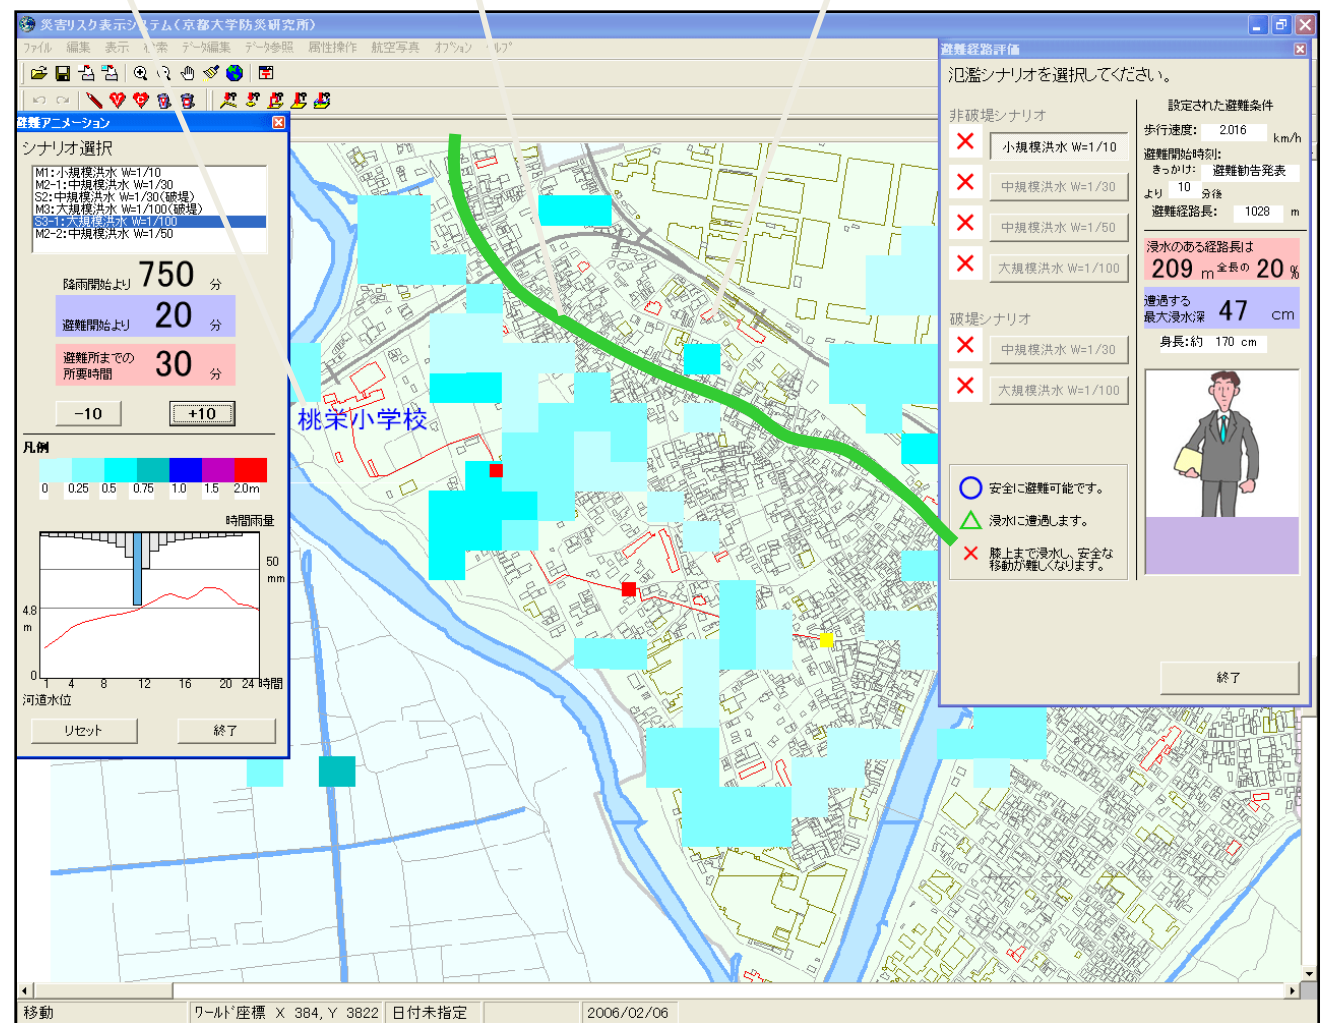 災害リスク表示システム(京都大学防災研究所)
ファイル 編集 表示 検索 データ編集 データ参照 属性操作 航空写真 オプション ヘルプ
避難アニメーション
シナリオ選択
M1:小規模洪水 W=1/10
M2-1:中規模洪水 W=1/30
S2:中規模洪水 W=1/30(破堤)
M3:大規模洪水 W=1/100(破堤)
S3-1:大規模洪水 W=1/100
M2-2:中規模洪水 W=1/50
降雨開始より 750 分
避難開始より 20 分
避難所までの
所要時間 30 分
-10 +10
凡例
0 0.25 0.5 0.75 1.0 1.5 2.0m
時間雨量
50
mm
4.8
m
0
1 4 8 12 16 20 24 時間
河道水位
リセット 終了
桃栄小学校
避難経路評価
氾濫シナリオを選択してください。
非破堤シナリオ
小規模洪水 W=1/10
中規模洪水 W=1/30
中規模洪水 W=1/50
大規模洪水 W=1/100
破堤シナリオ
中規模洪水 W=1/30
大規模洪水 W=1/100
安全に避難可能です。
浸水に遭遇します。
膝上まで浸水し、安全な
移動が難しくなります。
設定された避難条件
歩行速度: 2.016 km/h
避難開始時刻:
きっかけ: 避難勧告発表
より 10 分後
避難経路長: 1028 m
浸水のある経路長は
209 m 全長の 20 %
遭遇する
最大浸水深 47 cm
身長:約 170 cm
終了
移動 ワールド座標 X 384, Y 3822 日付未指定 2006/02/06